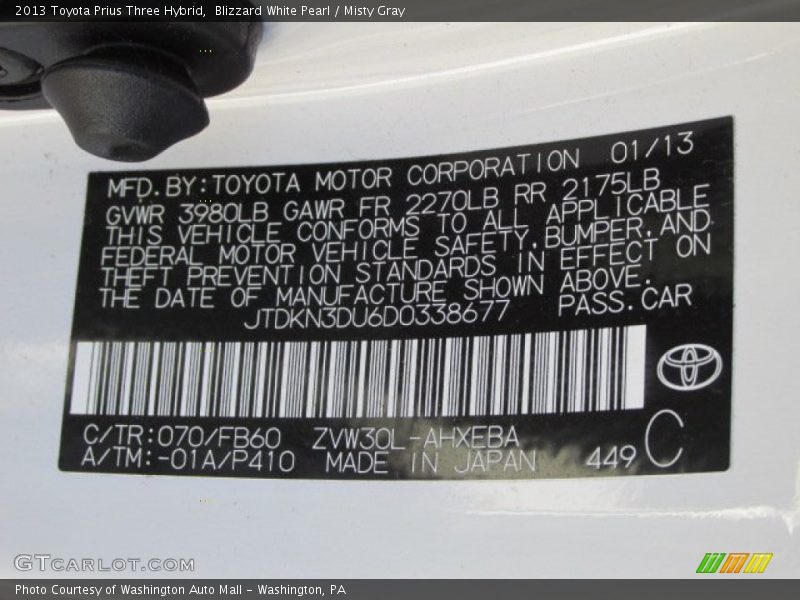 2013 Toyota Prius Three Hybrid,  Blizzard White Pearl / Misty Gray
MFD.BY:TOYOTA MOTOR CORPORATION 01/13
GVWR 3980LB GAWR FR 2270LB RR 2175LB
THIS VEHICLE CONFORMS TO ALL APPLICABLE
FEDERAL MOTOR VEHICLE SAFETY,BUMPER,AND
THEFT PREVENTION STANDARDS IN EFFECT ON
THE DATE OF MANUFACTURE SHOWN ABOVE.
JTDKN3DU6D0338677 PASS.CAR
C/TR:070/FB60 ZVW30L-AHXEBA
A/TM:-01A/P410 MADE IN JAPAN 449 C
GTCARLOT.COM
Photo Courtesy of Washington Auto Mall - Washington, PA